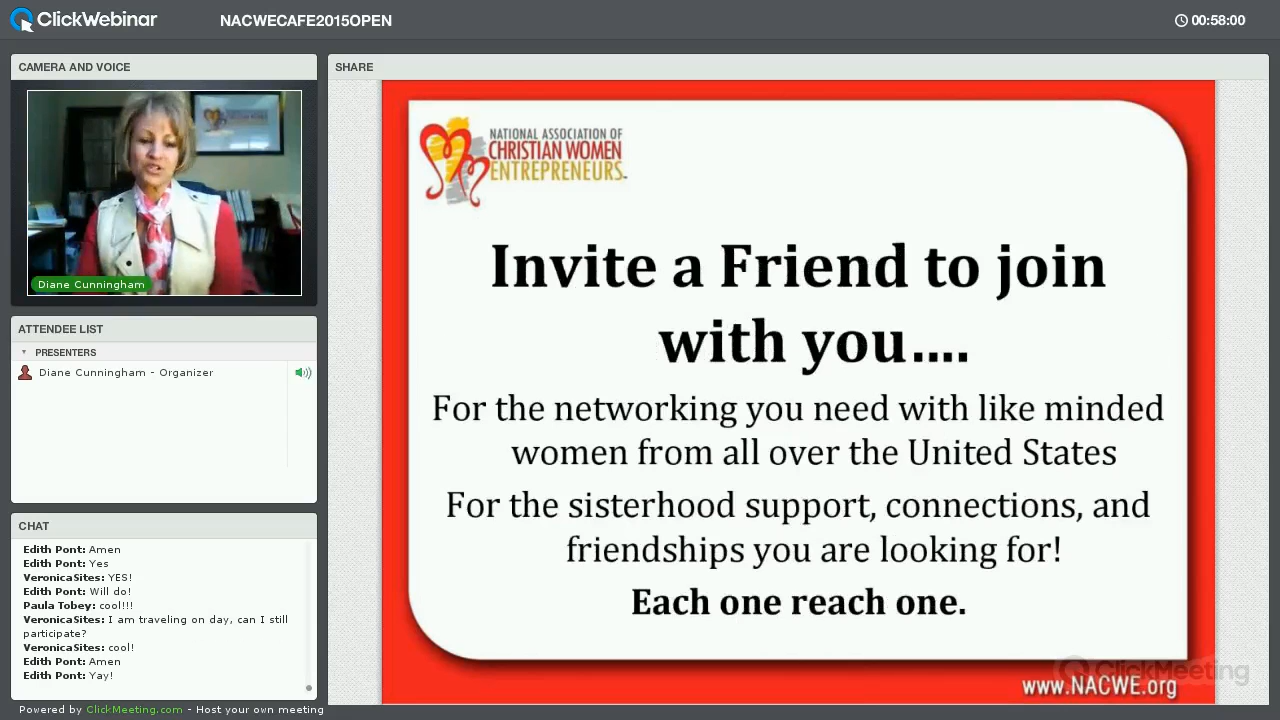 ClickWebinar
NACWECAFE2015OPEN
00:58:00
CAMERA AND VOICE
Diane Cunningham
ATTENDEE LIST
PRESENTERS
Diane Cunningham - Organizer
CHAT
Edith Pont: Amen
Edith Pont: Yes
VeronicaSites: YES!
Edith Pont: Will do!
Paula Tobey: cool!!!
VeronicaSites: I am traveling on day, can I still
participate?
VeronicaSites: cool!
Edith Pont: Amen
Edith Pont: Yay!
Powered by ClickMeeting.com - Host your own meeting
SHARE
NATIONAL ASSOCIATION OF
CHRISTIAN WOMEN
ENTREPRENEURS
Invite a Friend to join
with you....
For the networking you need with like minded
women from all over the United States
For the sisterhood support, connections, and
friendships you are looking for!
Each one reach one.
ClickMeeting
www.NACWE.org